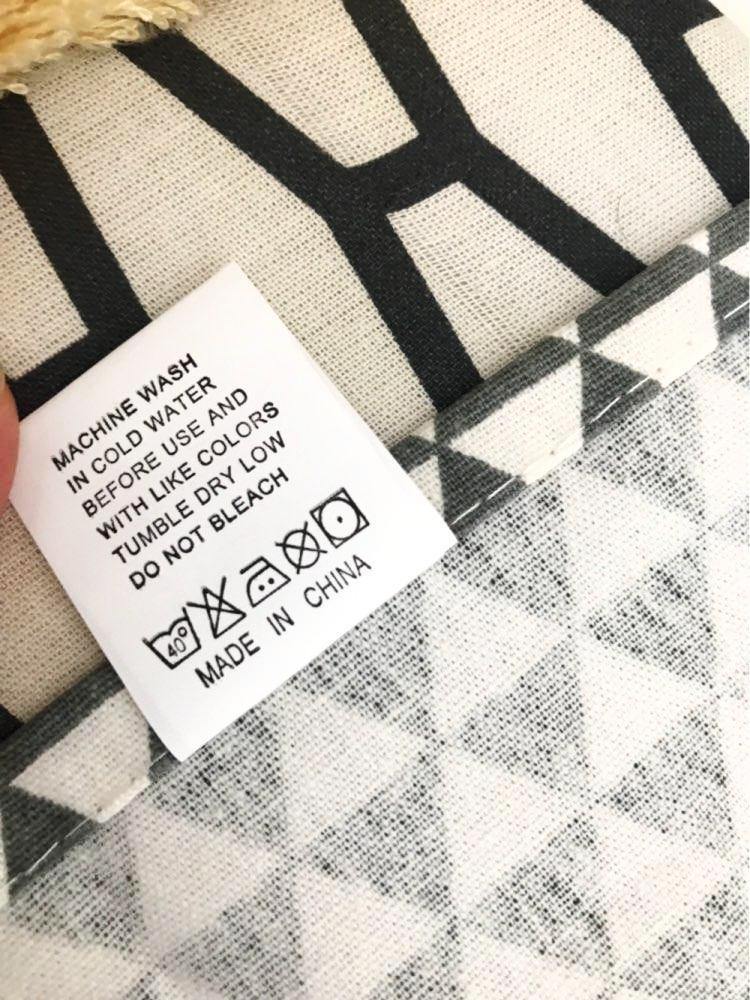 MACHINE WASH
IN COLD WATER
BEFORE USE AND
WITH LIKE COLORS
TUMBLE DRY LOW
DO NOT BLEACH
40°
MADE IN CHINA